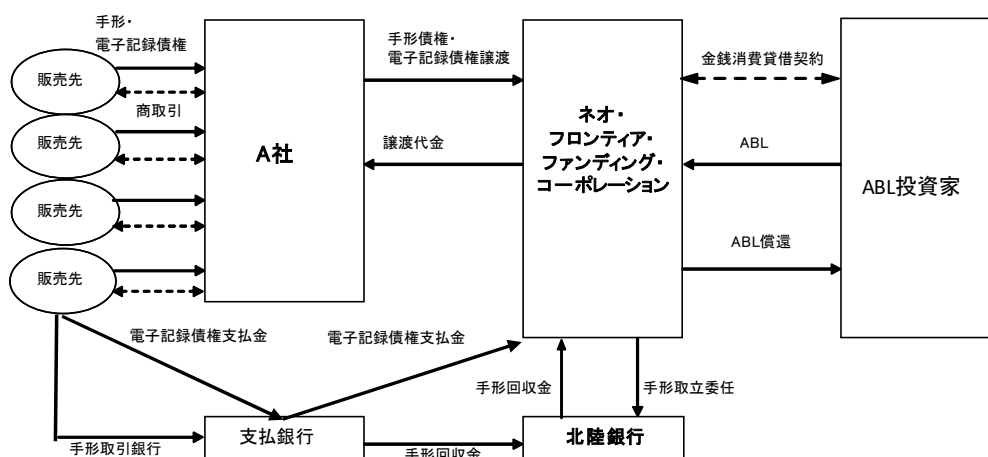 手形・
電子記録債権
販売先
商取引
販売先
販売先
販売先
A社
手形債権・
電子記録債権譲渡
譲渡代金
ネオ・
フロンティア・
ファンディング・
コーポレーション
金銭消費貸借契約
ABL
ABL償還
ABL投資家
電子記録債権支払金
電子記録債権支払金
手形回収金
手形取立委任
手形取引銀行
支払銀行
手形回収金
北陸銀行